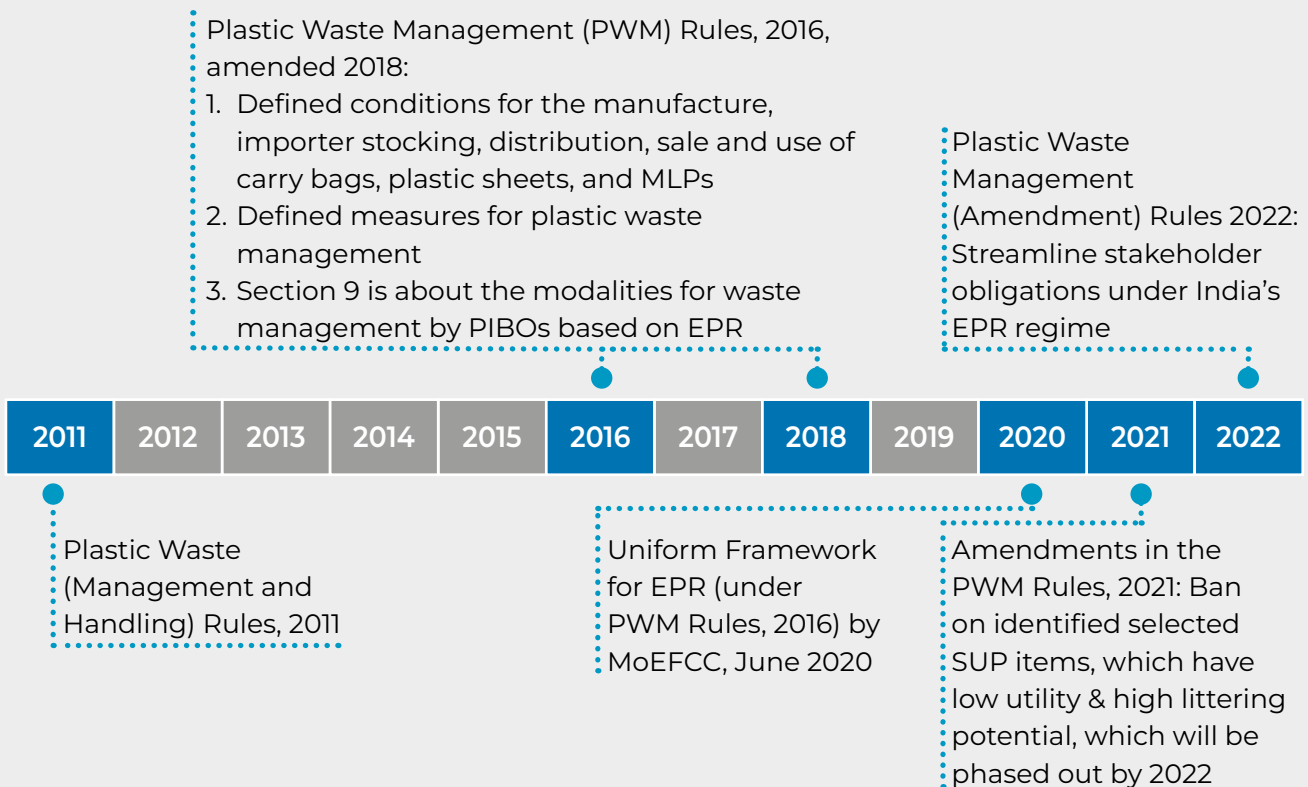 Plastic Waste Management (PWM) Rules, 2016,
amended 2018:
1. Defined conditions for the manufacture,
importer stocking, distribution, sale and use of
carry bags, plastic sheets, and MLPs
2. Defined measures for plastic waste
management
3. Section 9 is about the modalities for waste
management by PIBOs based on EPR
Plastic Waste
Management
(Amendment) Rules 2022:
Streamline stakeholder
obligations under India’s
EPR regime
2011 2012 2013 2014 2015 2016 2017 2018 2019 2020 2021 2022
Plastic Waste
(Management and
Handling) Rules, 2011
Uniform Framework
for EPR (under
PWM Rules, 2016) by
MoEFCC, June 2020
Amendments in the
PWM Rules, 2021: Ban
on identified selected
SUP items, which have
low utility & high littering
potential, which will be
phased out by 2022